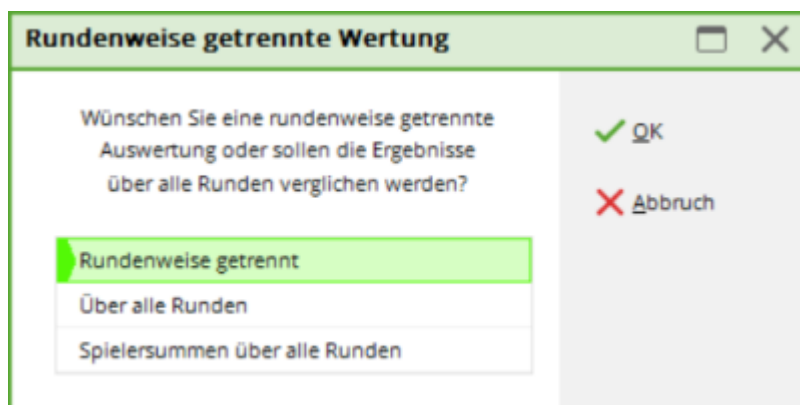 Rundenweise getrennte Wertung
Wünschen Sie eine rundenweise getrennte
Auswertung oder sollen die Ergebnisse
über alle Runden verglichen werden?
OK
Abbruch
Rundenweise getrennt
Über alle Runden
Spielersummen über alle Runden